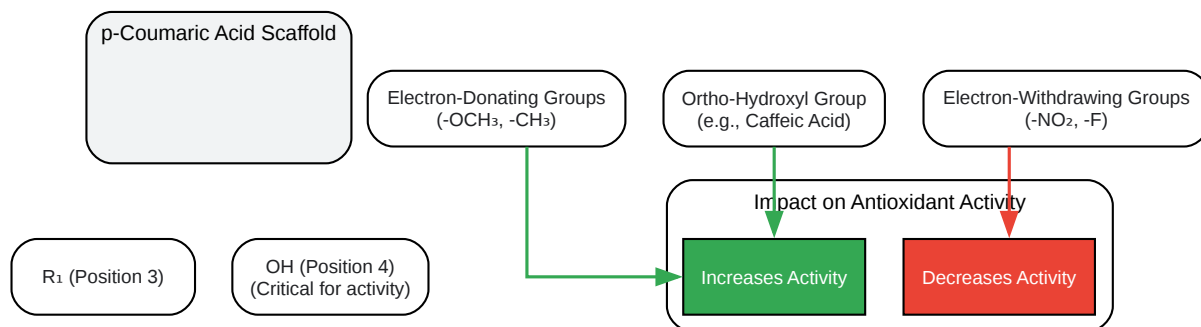 p-Coumaric Acid Scaffold
Electron-Donating Groups
(-OCH₃, -CH₃)
Ortho-Hydroxyl Group
(e.g., Caffeic Acid)
Electron-Withdrawing Groups
(-NO₂, -F)
Impact on Antioxidant Activity
R₁ (Position 3)
OH (Position 4)
(Critical for activity)
Increases Activity
Decreases Activity